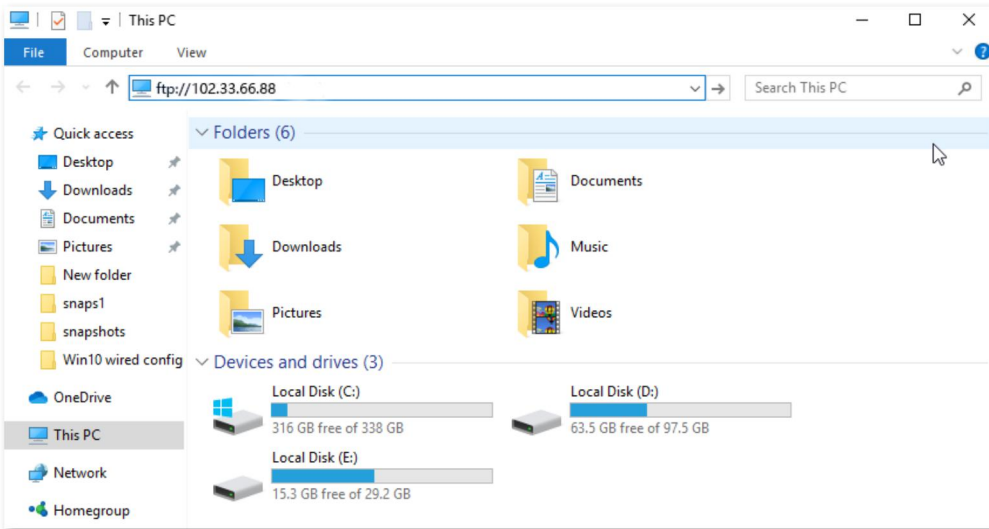 This PC
File Computer View
ftp://102.33.66.88 Search This PC
Quick access
Desktop
Downloads
Documents
Pictures
New folder
snaps1
snapshots
Win10 wired config
OneDrive
This PC
Network
Homegroup
Folders (6)
Desktop
Documents
Downloads
Music
Pictures
Videos
Devices and drives (3)
Local Disk (C:)
316 GB free of 338 GB
Local Disk (D:)
63.5 GB free of 97.5 GB
Local Disk (E:)
15.3 GB free of 29.2 GB